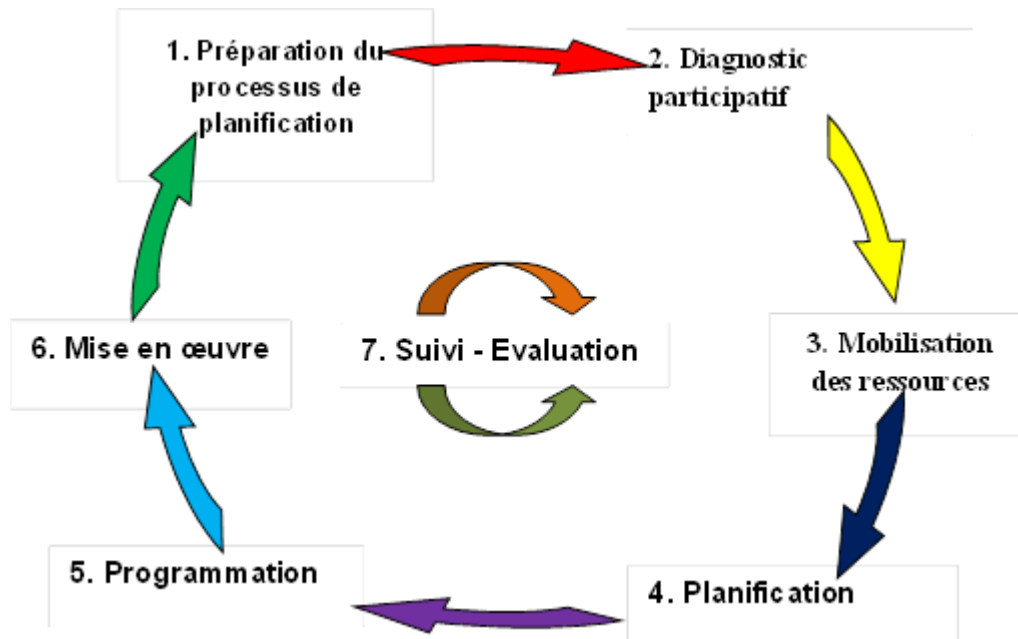 1. Préparation du
processus de
planification
2. Diagnostic
participatif
3. Mobilisation
des ressources
4. Planification
5. Programmation
6. Mise en œuvre
7. Suivi - Evaluation